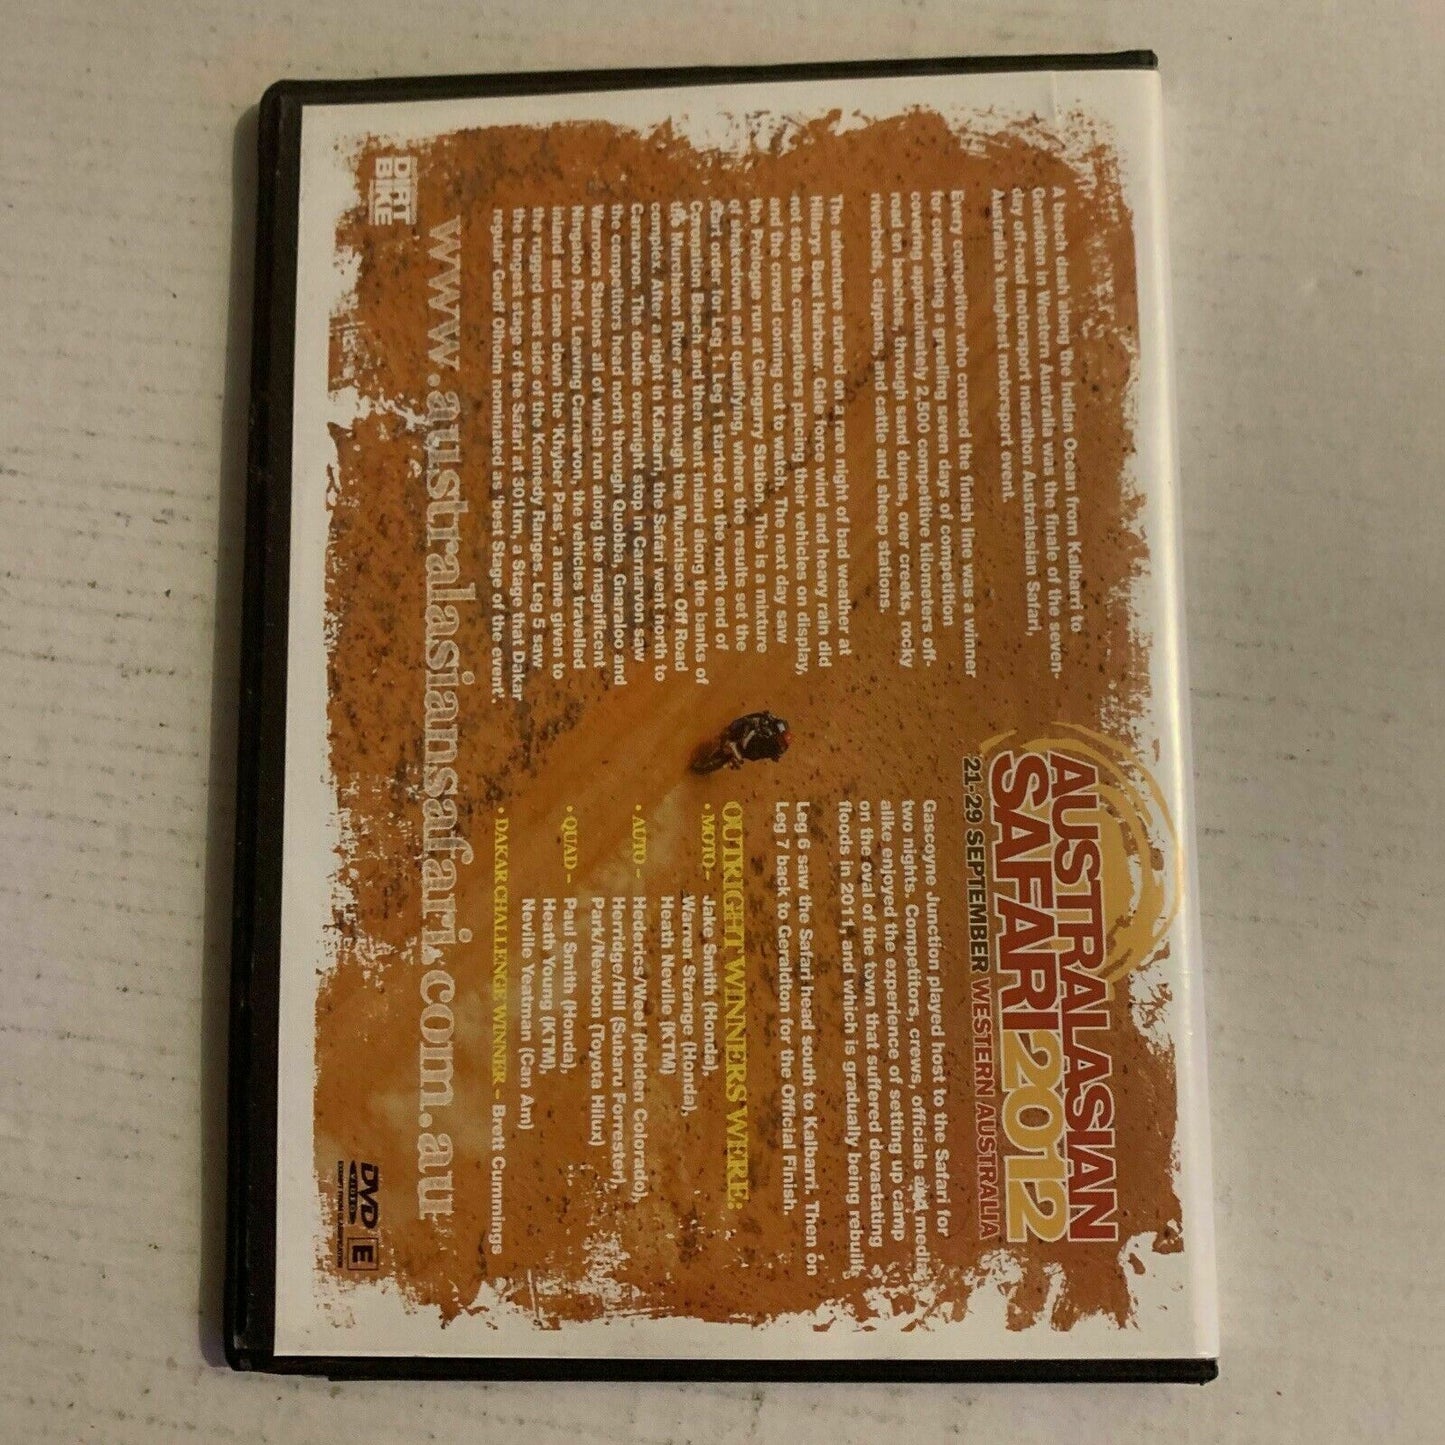 AUSTRALASIAN
SAFARI 2012
21-29 SEPTEMBER WESTERN AUSTRALIA
A beach dash along the Indian Ocean from Kalbarri to
Geraldton in Western Australia was the finale of the seven-
day off-road motorsport marathon Australasian Safari,
Australia's toughest motorsport event.
Every competitor who crossed the finish line was a winner
for completing a gruelling seven days of competition
covering approximately 2,500 competitive kilometers off-
road on beaches, through sand dunes, over creeks, rocky
riverbeds, claypans, and cattle and sheep stations.
The adventure started on a rare night of bad weather at
Hillarys Boat Harbour. Gale force wind and heavy rain did
not stop the competitors placing their vehicles on display,
and the crowd coming out to watch. The next day saw
the Prologue run at Glengarry Station. This is a mixture
of shakedown and qualifying, where the results set the
start order for Leg 1. Leg 1 started on the north end of
Champion Beach and then went inland along the banks of
the Murchison River and through the Murchison Off Road
complex. After a night in Kalbarri, the Safari went north to
Carnarvon. The double overnight stop in Carnarvon saw
the competitors head north through Quobba, Gnaraloo and
Warrora Stations all of which run along the magnificent
Ningaloo Reef. Leaving Carnarvon, the vehicles travelled
inland and came down 'the Khyber Pass', a name given to
the rugged west side of the Kennedy Ranges. Leg 5 saw
the longest stage of the Safari at 301km, a Stage that Dakar
regular Geoff Olholm nominated as 'best Stage of the event'.
Gascoyne Junction played host to the Safari for
two nights. Competitors, crews, officials and media
alike enjoyed the experience of setting up camp
on the oval of the town that suffered devastating
floods in 2011, and which is gradually being rebuilt.
Leg 6 saw the Safari head south to Kalbarri. Then on
Leg 7 back to Geraldton for the Official Finish.
OUTRIGHT WINNERS WERE:
• MOTO – Jake Smith (Honda),
Warren Strange (Honda),
Heath Neville (KTM)
• AUTO – Hederics/Weel (Holden Colorado),
Herridge/Hill (Subaru Forrester),
Park/Newbon (Toyota Hilux)
• QUAD – Paul Smith (Honda),
Heath Young (KTM),
Neville Yeatman (Can Am)
• DAKAR CHALLENGE WINNER – Brett Cummings
DIRT
BIKE
www.australasiansafari.com.au
DVD
VIDEO
E
EXEMPT FROM CLASSIFICATION